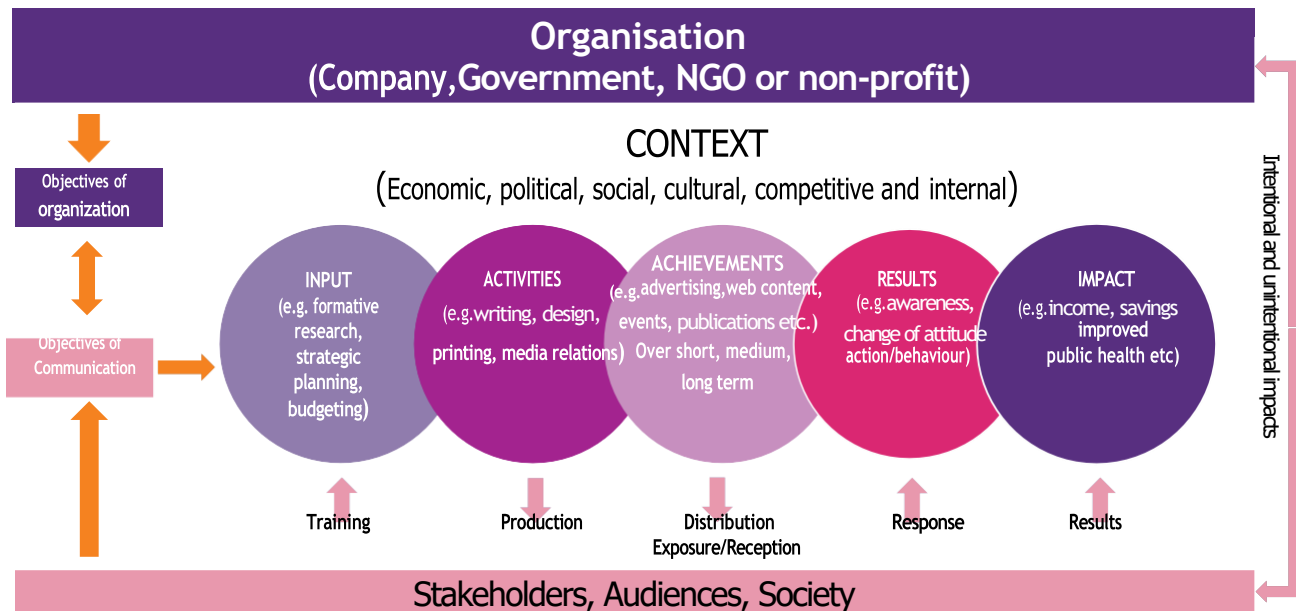 Organisation
(Company,Government, NGO or non-profit)
CONTEXT
(Economic, political, social, cultural, competitive and internal)
Objectives of
organization
Objectives of
Communication
INPUT
(e.g. formative
research,
strategic
planning,
budgeting)
ACTIVITIES
(e.g.writing, design,
printing, media relations)
ACHIEVEMENTS
(e.g.advertising,web content,
events, publications etc.)
Over short, medium,
long term
RESULTS
(e.g.awareness,
change of attitude
action/behaviour)
IMPACT
(e.g.income, savings
improved
public health etc)
Intentional and unintentional impacts
Training
Production
Distribution
Exposure/Reception
Response
Results
Stakeholders, Audiences, Society